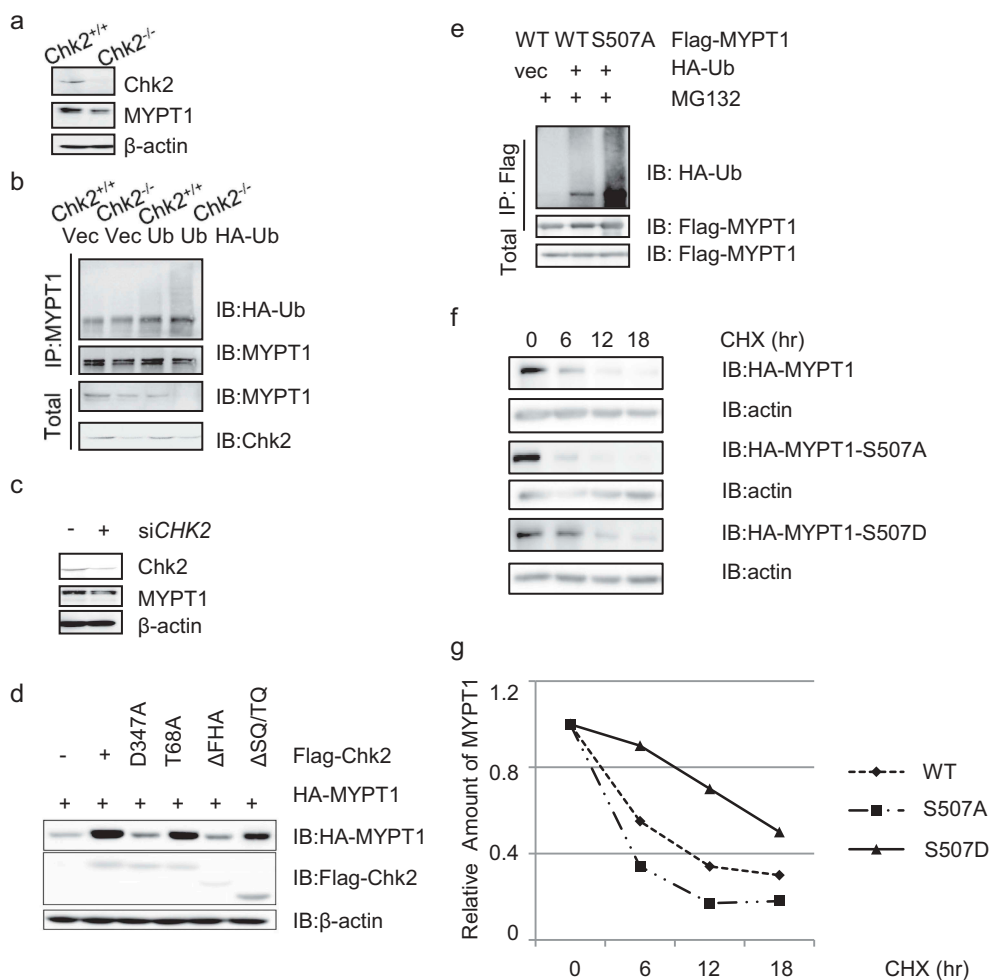 a
Chk2+/+ Chk2-/-
Chk2
MYPT1
β-actin
b
Chk2+/+ Chk2-/- Chk2+/+ Chk2-/-
Vec Vec Ub Ub HA-Ub
IP:MYPT1
IB:HA-Ub
IB:MYPT1
Total
IB:MYPT1
IB:Chk2
c
- + siCHK2
Chk2
MYPT1
β-actin
d
- + D347A T68A ΔFHA ΔSQ/TQ Flag-Chk2
+ + + + + + HA-MYPT1
IB:HA-MYPT1
IB:Flag-Chk2
IB:β-actin
e
WT WT S507A Flag-MYPT1
vec + + HA-Ub
+ + + MG132
IP: Flag
IB: HA-Ub
IB: Flag-MYPT1
Total
IB: Flag-MYPT1
f
0 6 12 18 CHX (hr)
IB:HA-MYPT1
IB:actin
IB:HA-MYPT1-S507A
IB:actin
IB:HA-MYPT1-S507D
IB:actin
g
Relative Amount of MYPT1
1.2
0.8
0.4
0
0 6 12 18 CHX (hr)
WT
S507A
S507D